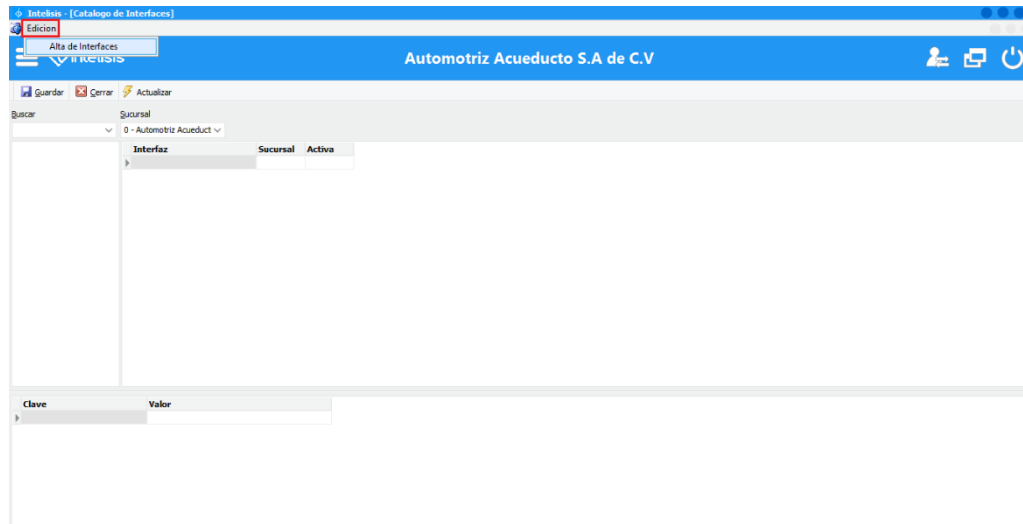 Intelisis - [Catalogo de Interfaces]
Edicion
Alta de Interfaces
Intelisis
Automotriz Acueducto S.A de C.V
Guardar Cerrar Actualizar
Buscar Sucursal
0 - Automotriz Acueduct
Interfaz Sucursal Activa
Clave Valor